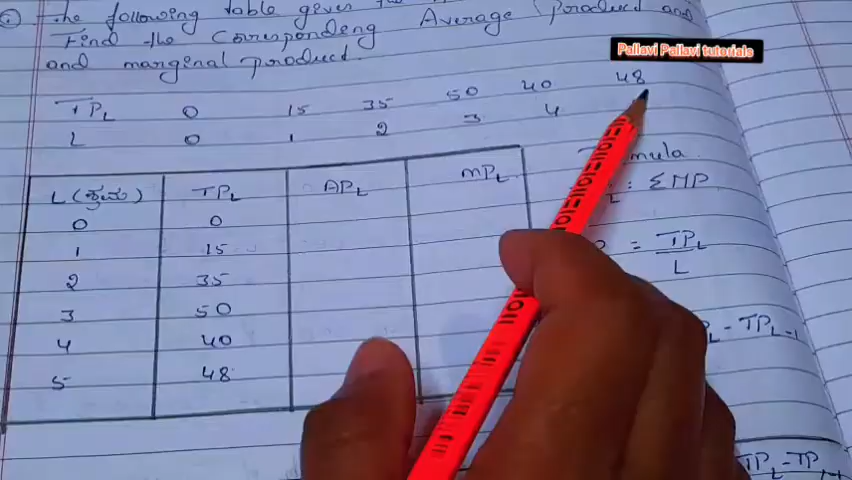 The following table gives the
Find the Corresponding Average product and
and marginal product.
Pallavi Pallavi tutorials
TPL 0 15 35 50 40 48
L 0 1 2 3 4
L (ಶ್ರಮ) TPL APL MPL
0 0
1 15
2 35
3 50
4 40
5 48
: ΣMP
= TPL / L
- TPL-1
TPL - TP